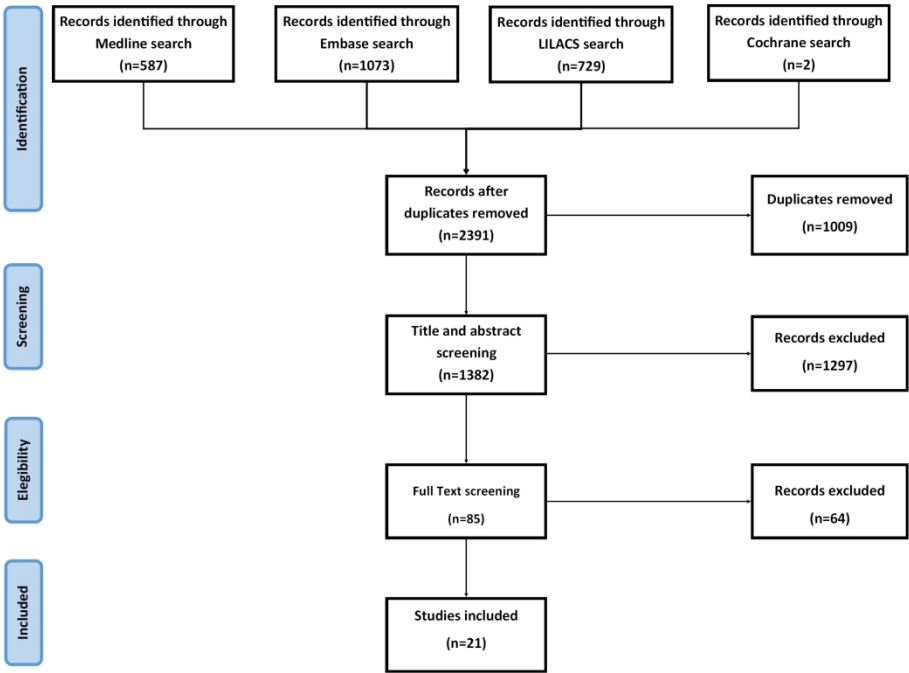 Identification
Records identified through
Medline search
(n=587)
Records identified through
Embase search
(n=1073)
Records identified through
LILACS search
(n=729)
Records identified through
Cochrane search
(n=2)
Records after
duplicates removed
(n=2391)
Duplicates removed
(n=1009)
Screening
Title and abstract
screening
(n=1382)
Records excluded
(n=1297)
Elegibility
Full Text screening
(n=85)
Records excluded
(n=64)
Included
Studies included
(n=21)